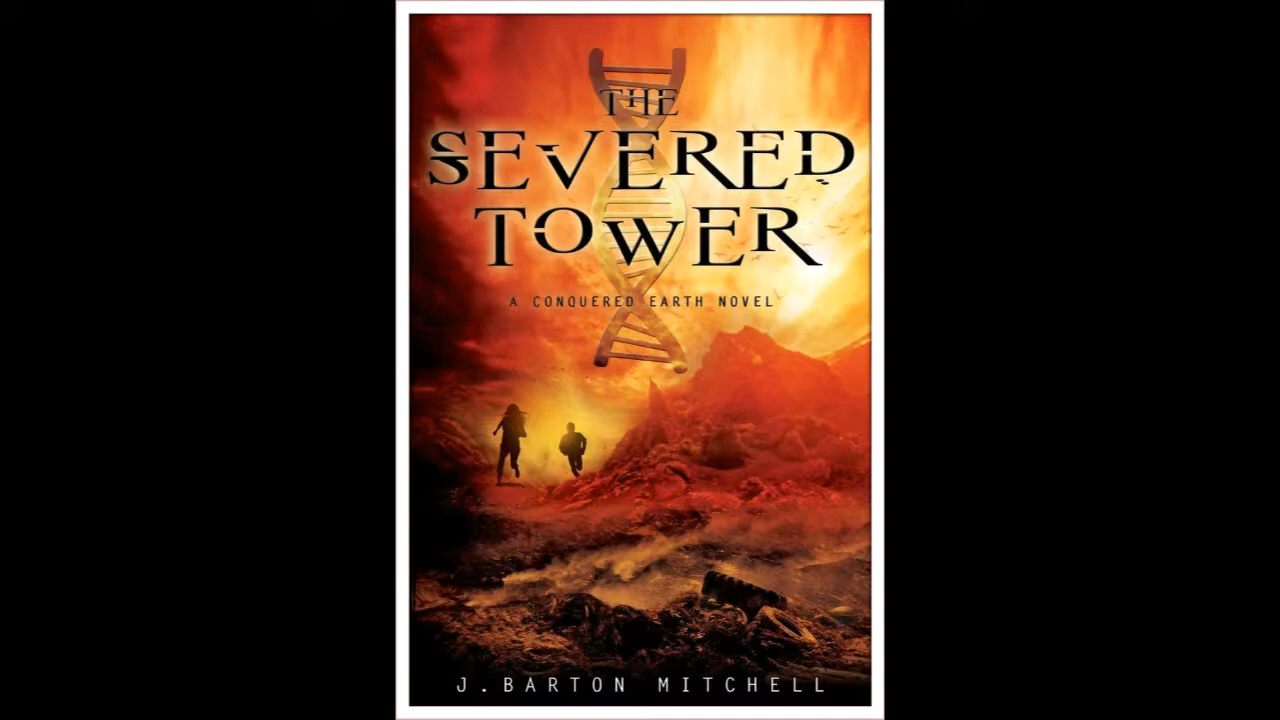 THE
SEVERED
TOWER
A CONQUERED EARTH NOVEL
J. BARTON MITCHELL